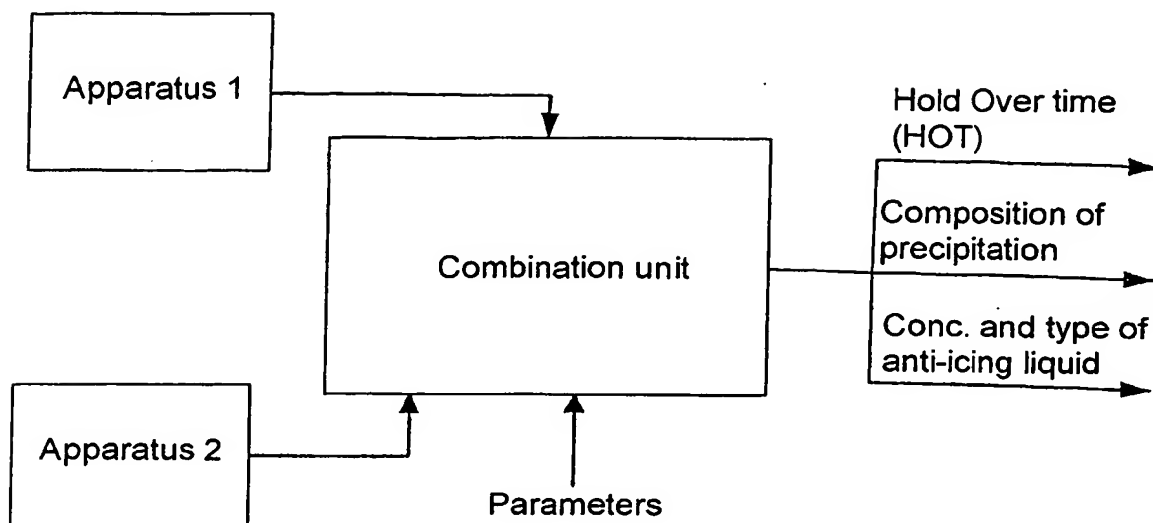 Apparatus 1
Hold Over time
(HOT)
Composition of
precipitation
Combination unit
Conc. and type of
anti-icing liquid
Apparatus 2
Parameters